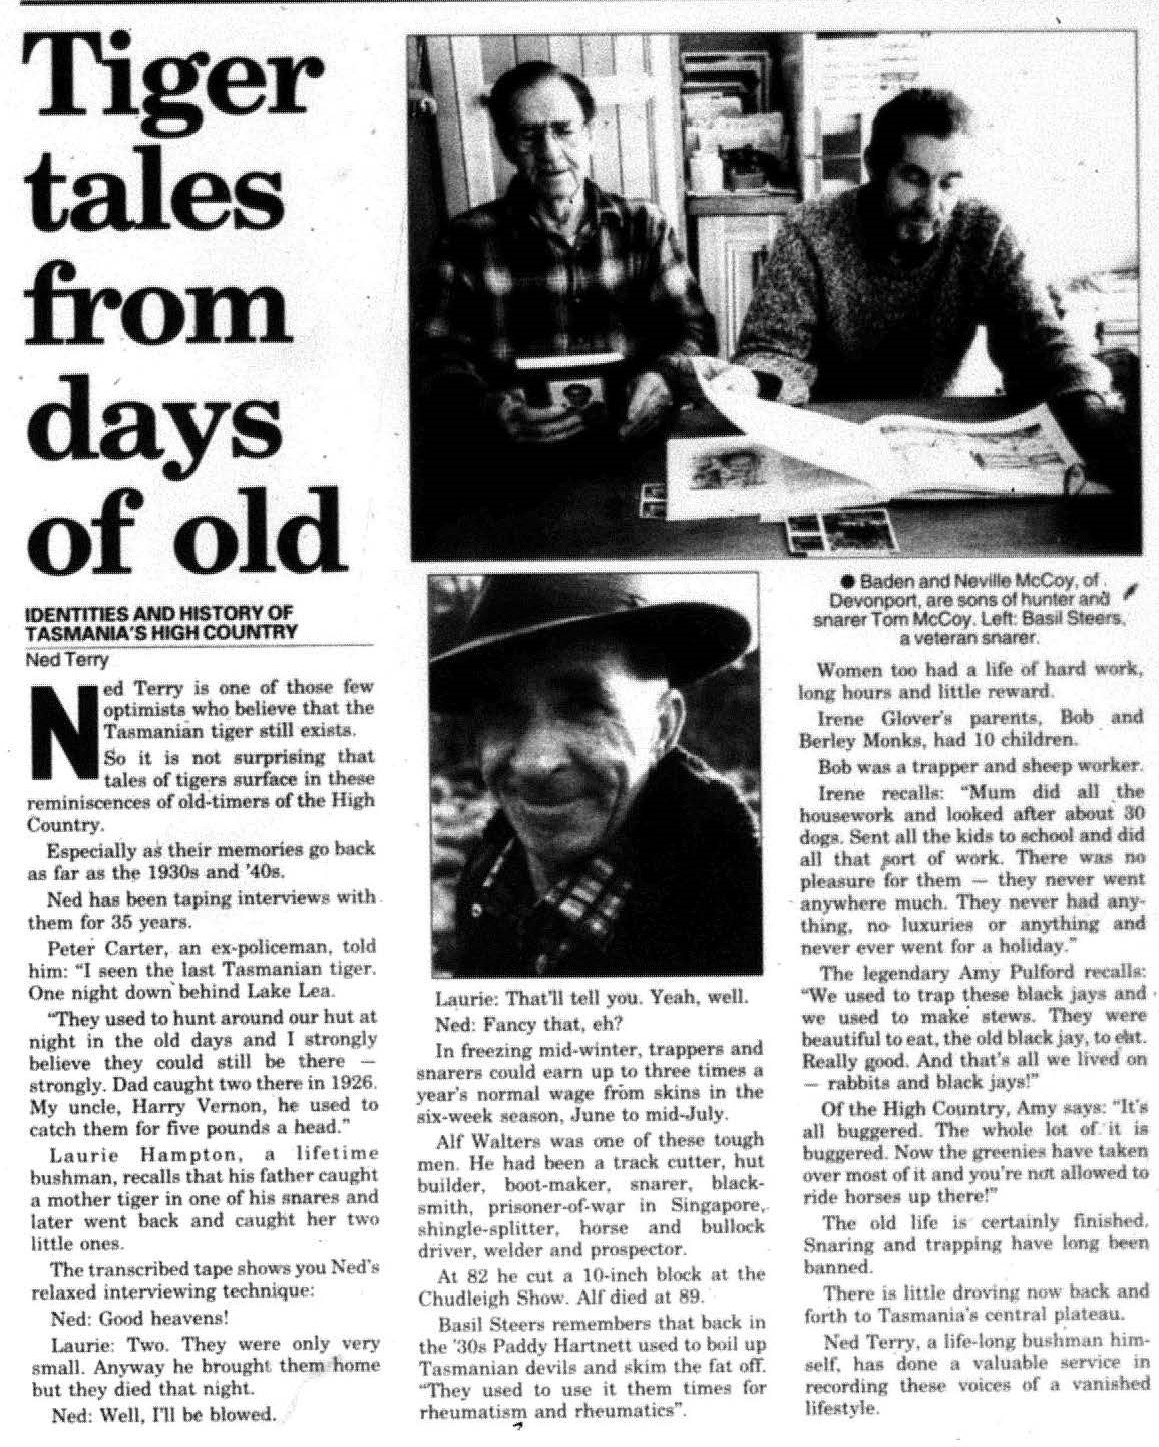 Tiger
tales
from
days
of old
IDENTITIES AND HISTORY OF
TASMANIA'S HIGH COUNTRY
Ned Terry
Ned Terry is one of those few
optimists who believe that the
Tasmanian tiger still exists.
So it is not surprising that
tales of tigers surface in these
reminiscences of old-timers of the High
Country.
Especially as their memories go back
as far as the 1930s and '40s.
Ned has been taping interviews with
them for 35 years.
Peter Carter, an ex-policeman, told
him: "I seen the last Tasmanian tiger.
One night down behind Lake Lea.
"They used to hunt around our hut at
night in the old days and I strongly
believe they could still be there —
strongly. Dad caught two there in 1926.
My uncle, Harry Vernon, he used to
catch them for five pounds a head."
Laurie Hampton, a lifetime
bushman, recalls that his father caught
a mother tiger in one of his snares and
later went back and caught her two
little ones.
The transcribed tape shows you Ned's
relaxed interviewing technique:
Ned: Good heavens!
Laurie: Two. They were only very
small. Anyway he brought them home
but they died that night.
Ned: Well, I'll be blowed.
Laurie: That'll tell you. Yeah, well.
Ned: Fancy that, eh?
In freezing mid-winter, trappers and
snarers could earn up to three times a
year's normal wage from skins in the
six-week season, June to mid-July.
Alf Walters was one of these tough
men. He had been a track cutter, hut
builder, boot-maker, snarer, black-
smith, prisoner-of-war in Singapore,
shingle-splitter, horse and bullock
driver, welder and prospector.
At 82 he cut a 10-inch block at the
Chudleigh Show. Alf died at 89.
Basil Steers remembers that back in
the '30s Paddy Hartnett used to boil up
Tasmanian devils and skim the fat off.
"They used to use it them times for
rheumatism and rheumatics".
● Baden and Neville McCoy, of
Devonport, are sons of hunter and
snarer Tom McCoy. Left: Basil Steers,
a veteran snarer.
Women too had a life of hard work,
long hours and little reward.
Irene Glover's parents, Bob and
Berley Monks, had 10 children.
Bob was a trapper and sheep worker.
Irene recalls: "Mum did all the
housework and looked after about 30
dogs. Sent all the kids to school and did
all that sort of work. There was no
pleasure for them — they never went
anywhere much. They never had any-
thing, no luxuries or anything and
never ever went for a holiday."
The legendary Amy Pulford recalls:
"We used to trap these black jays and
we used to make stews. They were
beautiful to eat, the old black jay, to eat.
Really good. And that's all we lived on
— rabbits and black jays!"
Of the High Country, Amy says: "It's
all buggered. The whole lot of it is
buggered. Now the greenies have taken
over most of it and you're not allowed to
ride horses up there!"
The old life is certainly finished.
Snaring and trapping have long been
banned.
There is little droving now back and
forth to Tasmania's central plateau.
Ned Terry, a life-long bushman him-
self, has done a valuable service in
recording these voices of a vanished
lifestyle.